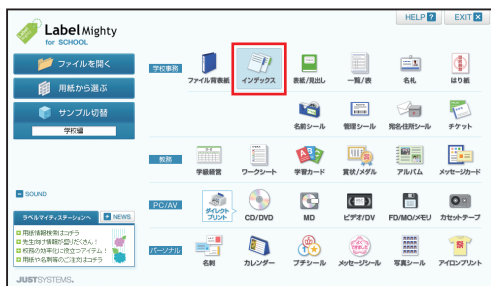 HELP ? EXIT X
Label Mighty
for SCHOOL
ファイルを開く
用紙から選ぶ
サンプル切替
学校編
学校事務
ファイル背表紙
インデックス
表紙/見出し
一覧/表
名札
はり紙
名前シール
管理シール
宛名・住所シール
チケット
教務
学級経営
ワークシート
学習カード
賞状/メダル
アルバム
メッセージカード
SOUND
PC/AV
ダイレクト
プリント
CD/DVD
MD
ビデオ/DV
FD/MO/メモリ
カセットテープ
ラベルマイティステーションへ
NEWS
用紙情報検索はコチラ
先生向け情報が盛りだくさん!
校務の効率化に役立つアイテム!
用紙や名刺等のご注文はコチラ
パーソナル
名刺
カレンダー
プチシール
メッセージシール
写真シール
アイロンプリント
JUSTSYSTEMS.